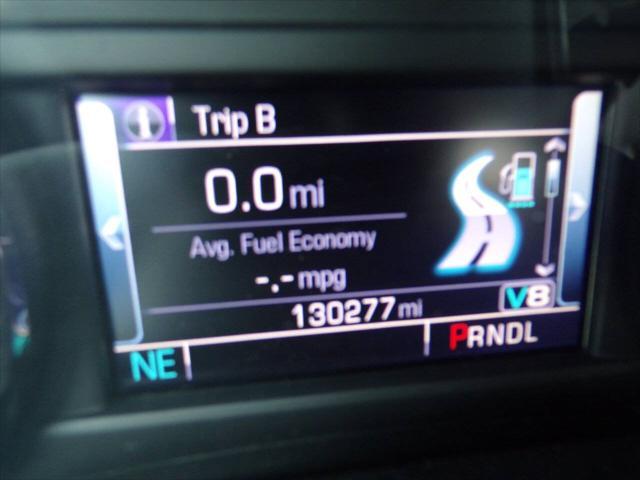 Trip B
0.0 mi
Avg. Fuel Economy
-.- mpg
130277 mi
V8
NE
PRNDL